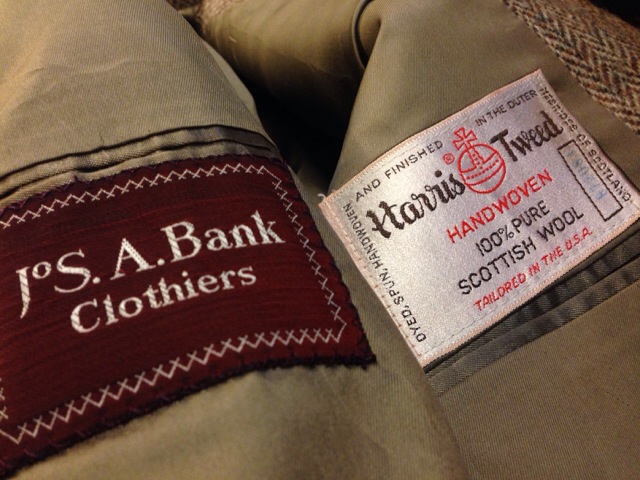 JoS. A. Bank
Clothiers
DYED, SPUN, HANDWOVEN AND FINISHED IN THE OUTER HEBRIDES OF SCOTLAND
Harris Tweed
®
HANDWOVEN
100% PURE
SCOTTISH WOOL
TAILORED IN THE U.S.A.